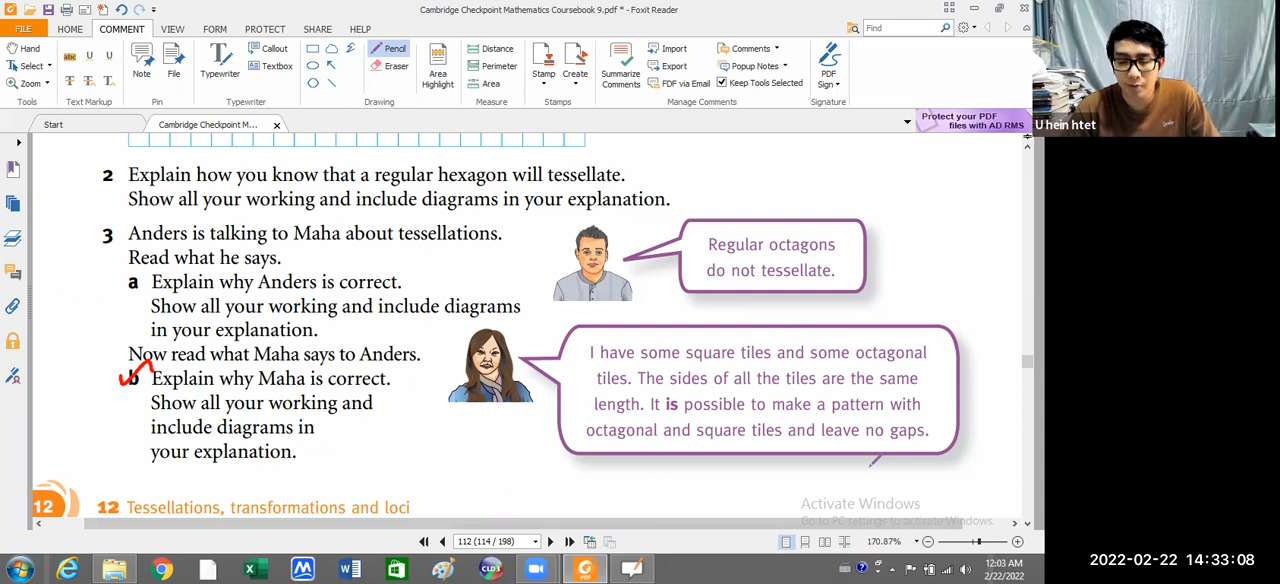 Cambridge Checkpoint Mathematics Coursebook 9.pdf * - Foxit Reader
FILE HOME COMMENT VIEW FORM PROTECT SHARE HELP Find
Hand Select Zoom Tools
Text Markup
Note File Pin
Typewriter Callout Textbox Typewriter
Pencil Eraser Drawing
Area Highlight
Distance Perimeter Area Measure
Stamp Create Stamps
Summarize Comments Import Export FDF via Email Comments Popup Notes Keep Tools Selected Manage Comments
PDF Sign Signature
Start Cambridge Checkpoint M...
Protect your PDF files with AD RMS
U hein htet
2 Explain how you know that a regular hexagon will tessellate.
Show all your working and include diagrams in your explanation.
3 Anders is talking to Maha about tessellations.
Read what he says.
a Explain why Anders is correct.
Show all your working and include diagrams
in your explanation.
Regular octagons
do not tessellate.
Now read what Maha says to Anders.
b Explain why Maha is correct.
Show all your working and
include diagrams in
your explanation.
I have some square tiles and some octagonal
tiles. The sides of all the tiles are the same
length. It is possible to make a pattern with
octagonal and square tiles and leave no gaps.
12 12 Tessellations, transformations and loci
Activate Windows
Go to PC settings to activate Windows.
112 (114 / 198) 170.87%
12:03 AM
2/22/2022
2022-02-22 14:33:08